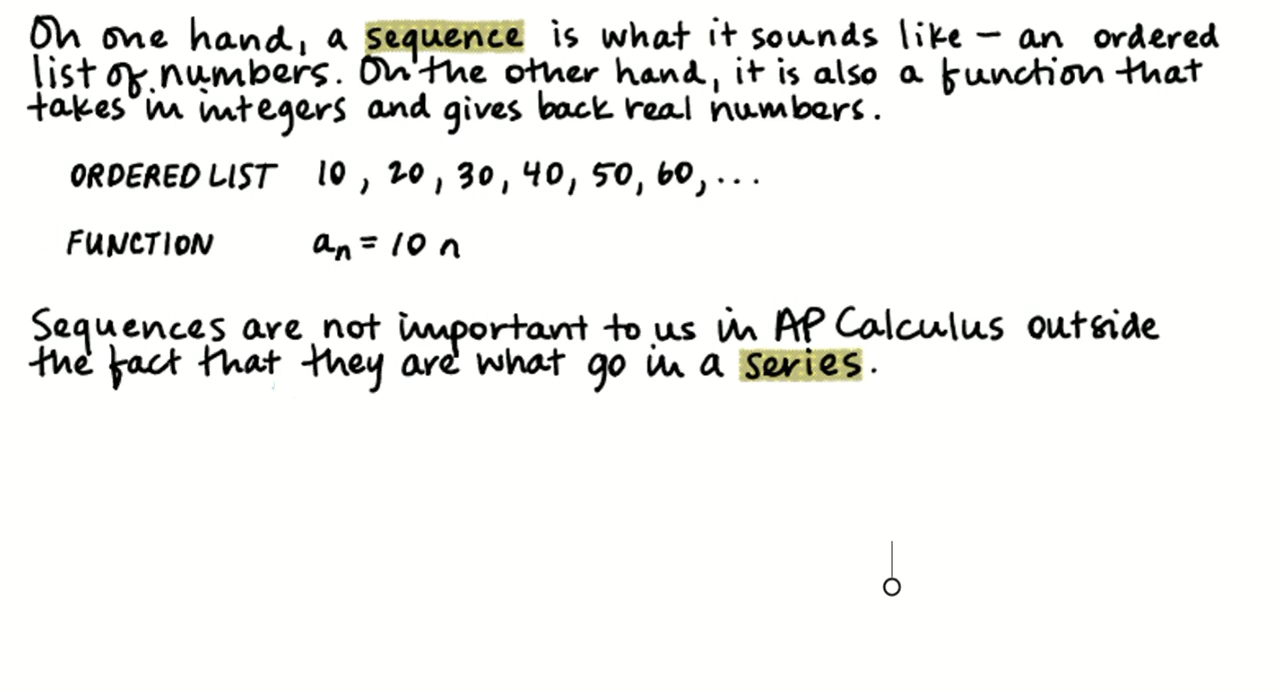 On one hand, a sequence is what it sounds like - an ordered
list of numbers. On the other hand, it is also a function that
takes in integers and gives back real numbers.
ORDERED LIST 10, 20, 30, 40, 50, 60, ...
FUNCTION aₙ = 10 n
Sequences are not important to us in AP Calculus outside
the fact that they are what go in a series.